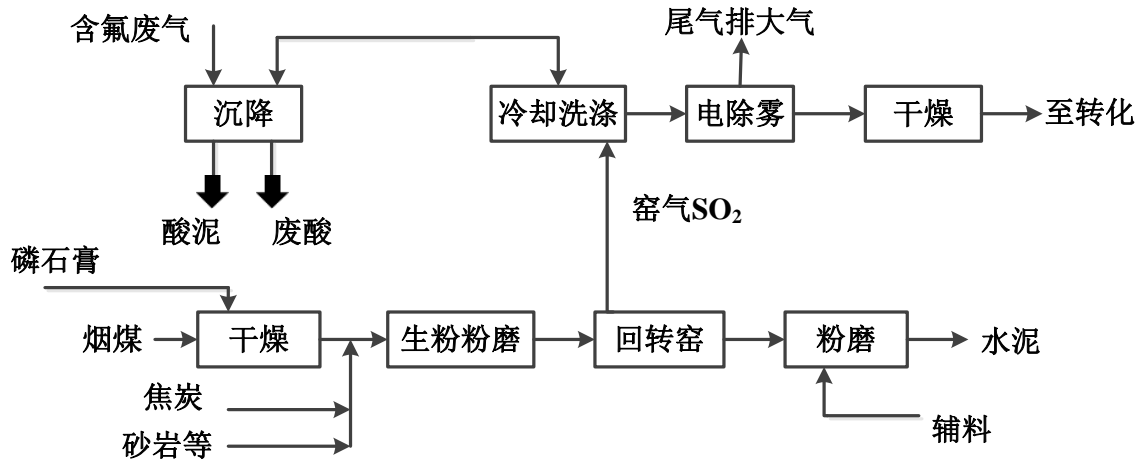 含氟废气
尾气排大气
沉降
冷却洗涤
电除雾
干燥
至转化
酸泥
废酸
窑气SO₂
磷石膏
烟煤
干燥
生粉粉磨
回转窑
粉磨
水泥
焦炭
砂岩等
辅料